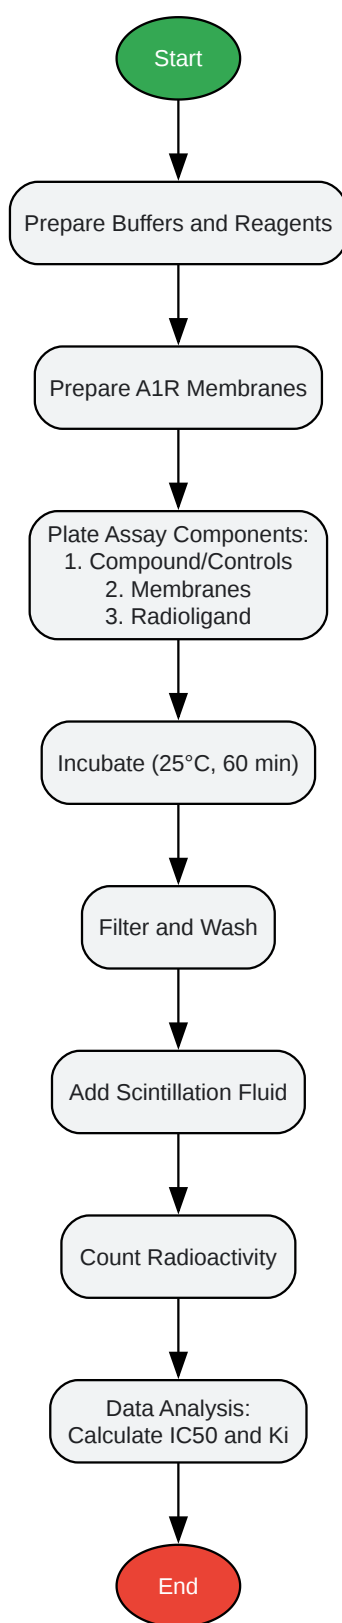 Start
Prepare Buffers and Reagents
Prepare A1R Membranes
Plate Assay Components:
1. Compound/Controls
2. Membranes
3. Radioligand
Incubate (25°C, 60 min)
Filter and Wash
Add Scintillation Fluid
Count Radioactivity
Data Analysis:
Calculate IC50 and Ki
End